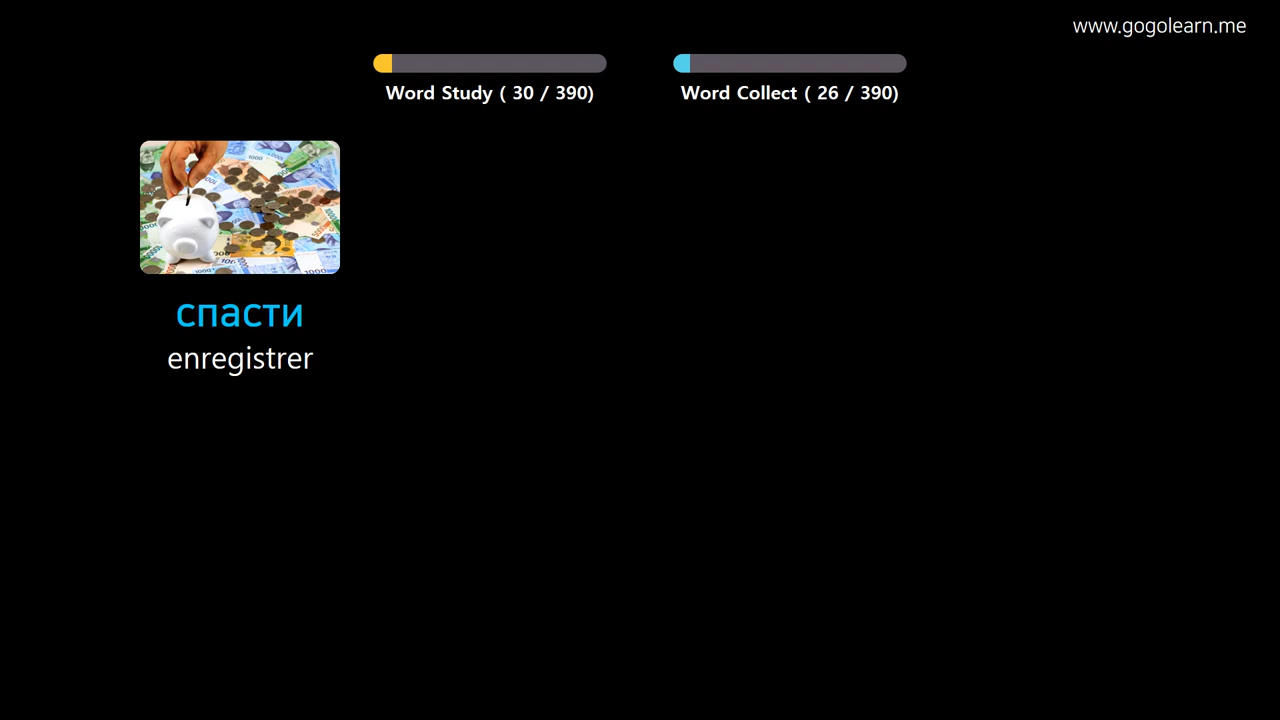 www.gogolearn.me
Word Study ( 30 / 390)
Word Collect ( 26 / 390)
спасти
enregistrer